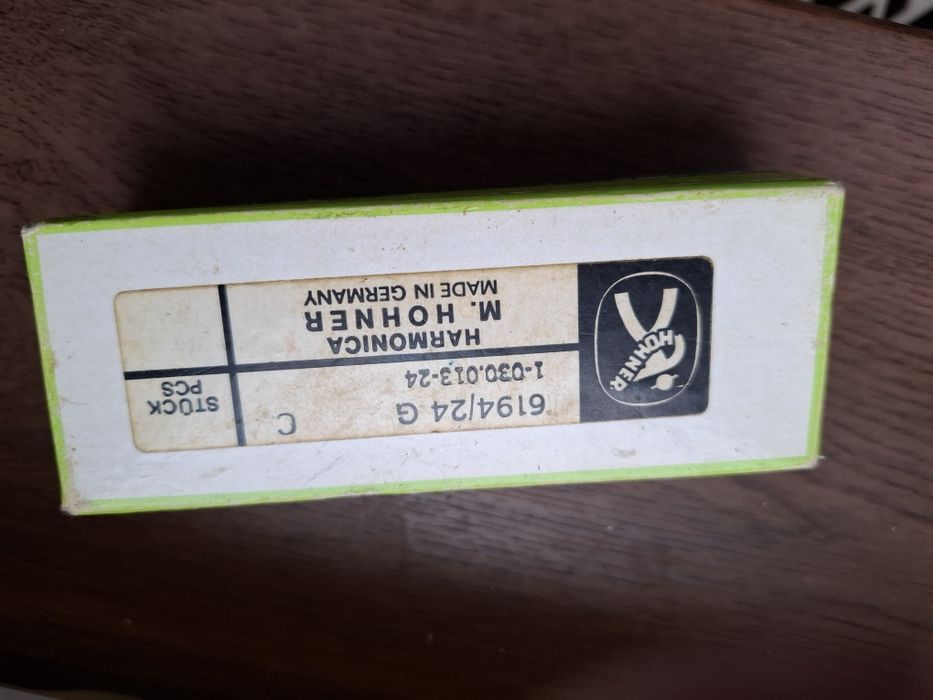 HOHNER
6194/24 G C
1-030.013-24
STÜCK
PCS
HARMONICA
M. HOHNER
MADE IN GERMANY